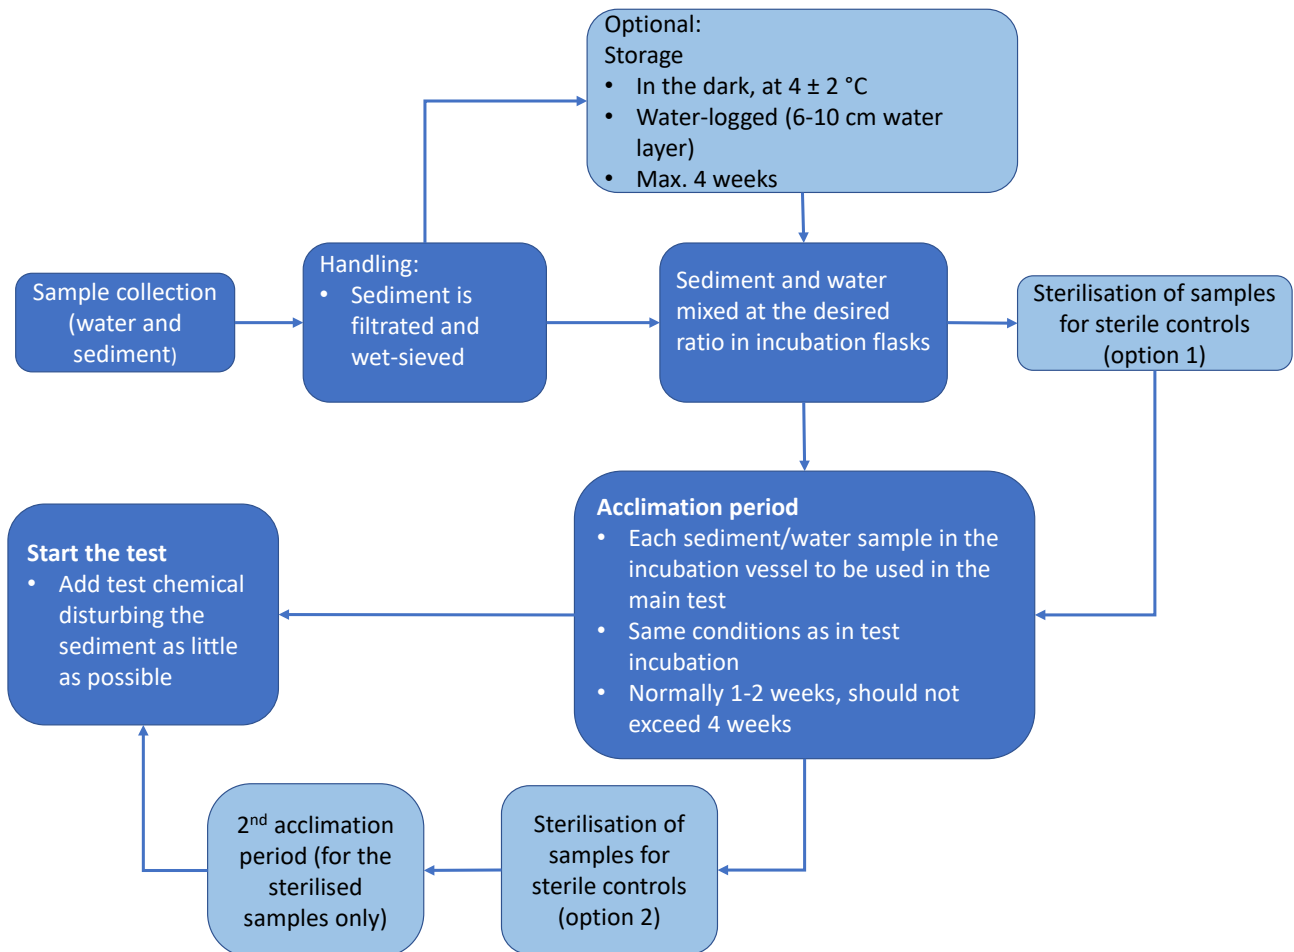 Optional:
Storage
• In the dark, at 4 ± 2 °C
• Water-logged (6-10 cm water
layer)
• Max. 4 weeks
Sample collection
(water and
sediment)
Handling:
• Sediment is
filtrated and
wet-sieved
Sediment and water
mixed at the desired
ratio in incubation flasks
Sterilisation of samples
for sterile controls
(option 1)
Acclimation period
• Each sediment/water sample in the
incubation vessel to be used in the
main test
• Same conditions as in test
incubation
• Normally 1-2 weeks, should not
exceed 4 weeks
Start the test
• Add test chemical
disturbing the
sediment as little
as possible
2nd acclimation
period (for the
sterilised
samples only)
Sterilisation of
samples for
sterile controls
(option 2)